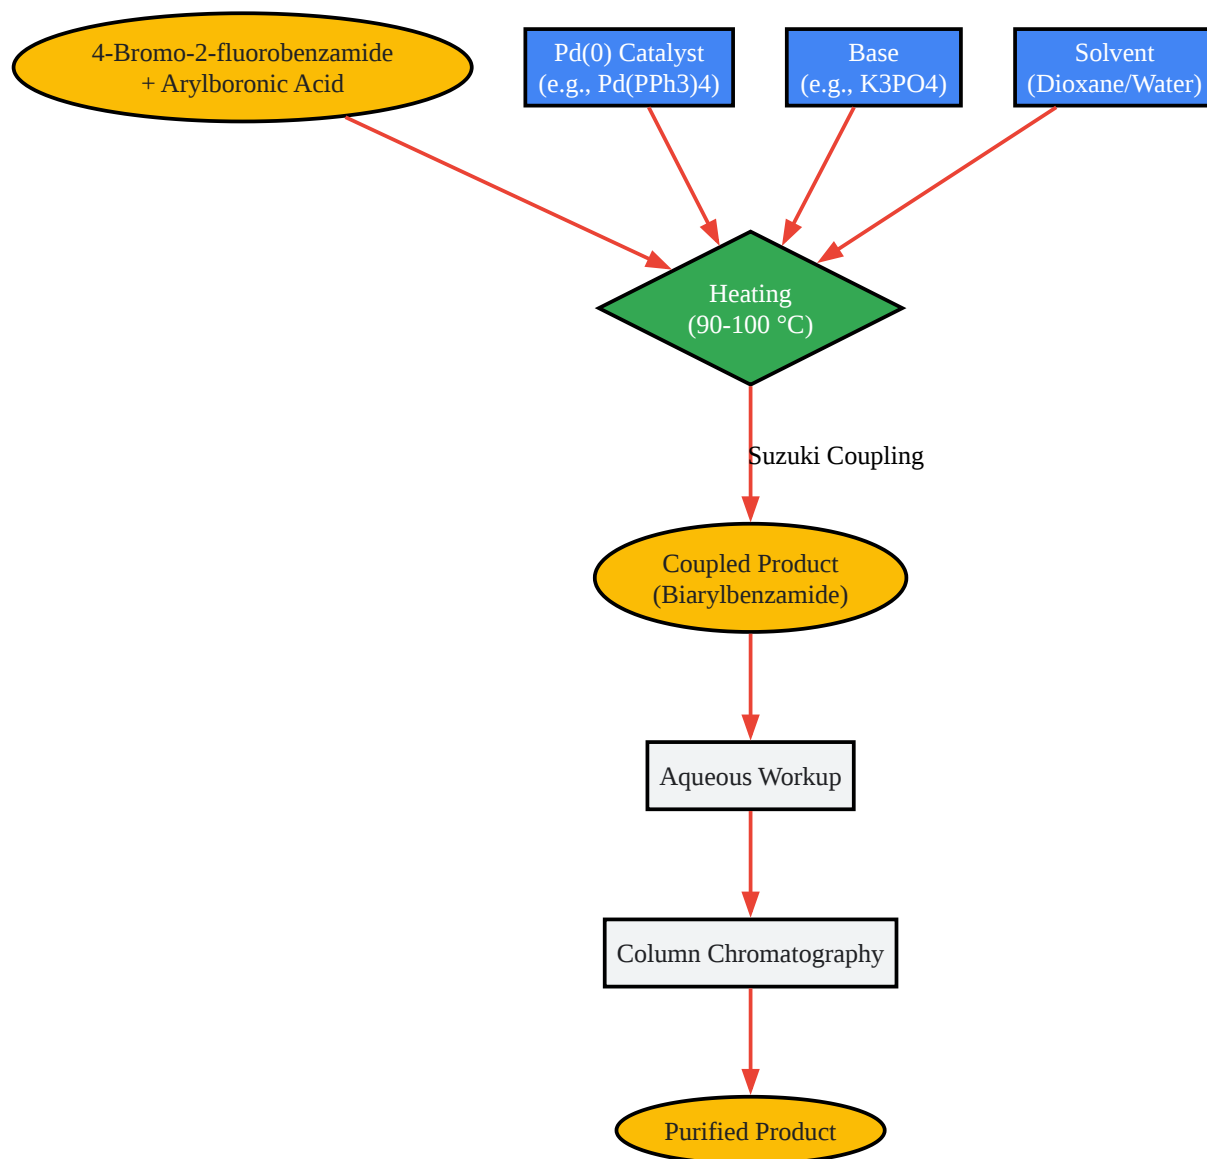 4-Bromo-2-fluorobenzamide
+ Arylboronic Acid
Pd(0) Catalyst
(e.g., Pd(PPh3)4)
Base
(e.g., K3PO4)
Solvent
(Dioxane/Water)
Heating
(90-100 °C)
Suzuki Coupling
Coupled Product
(Biarylbenzamide)
Aqueous Workup
Column Chromatography
Purified Product